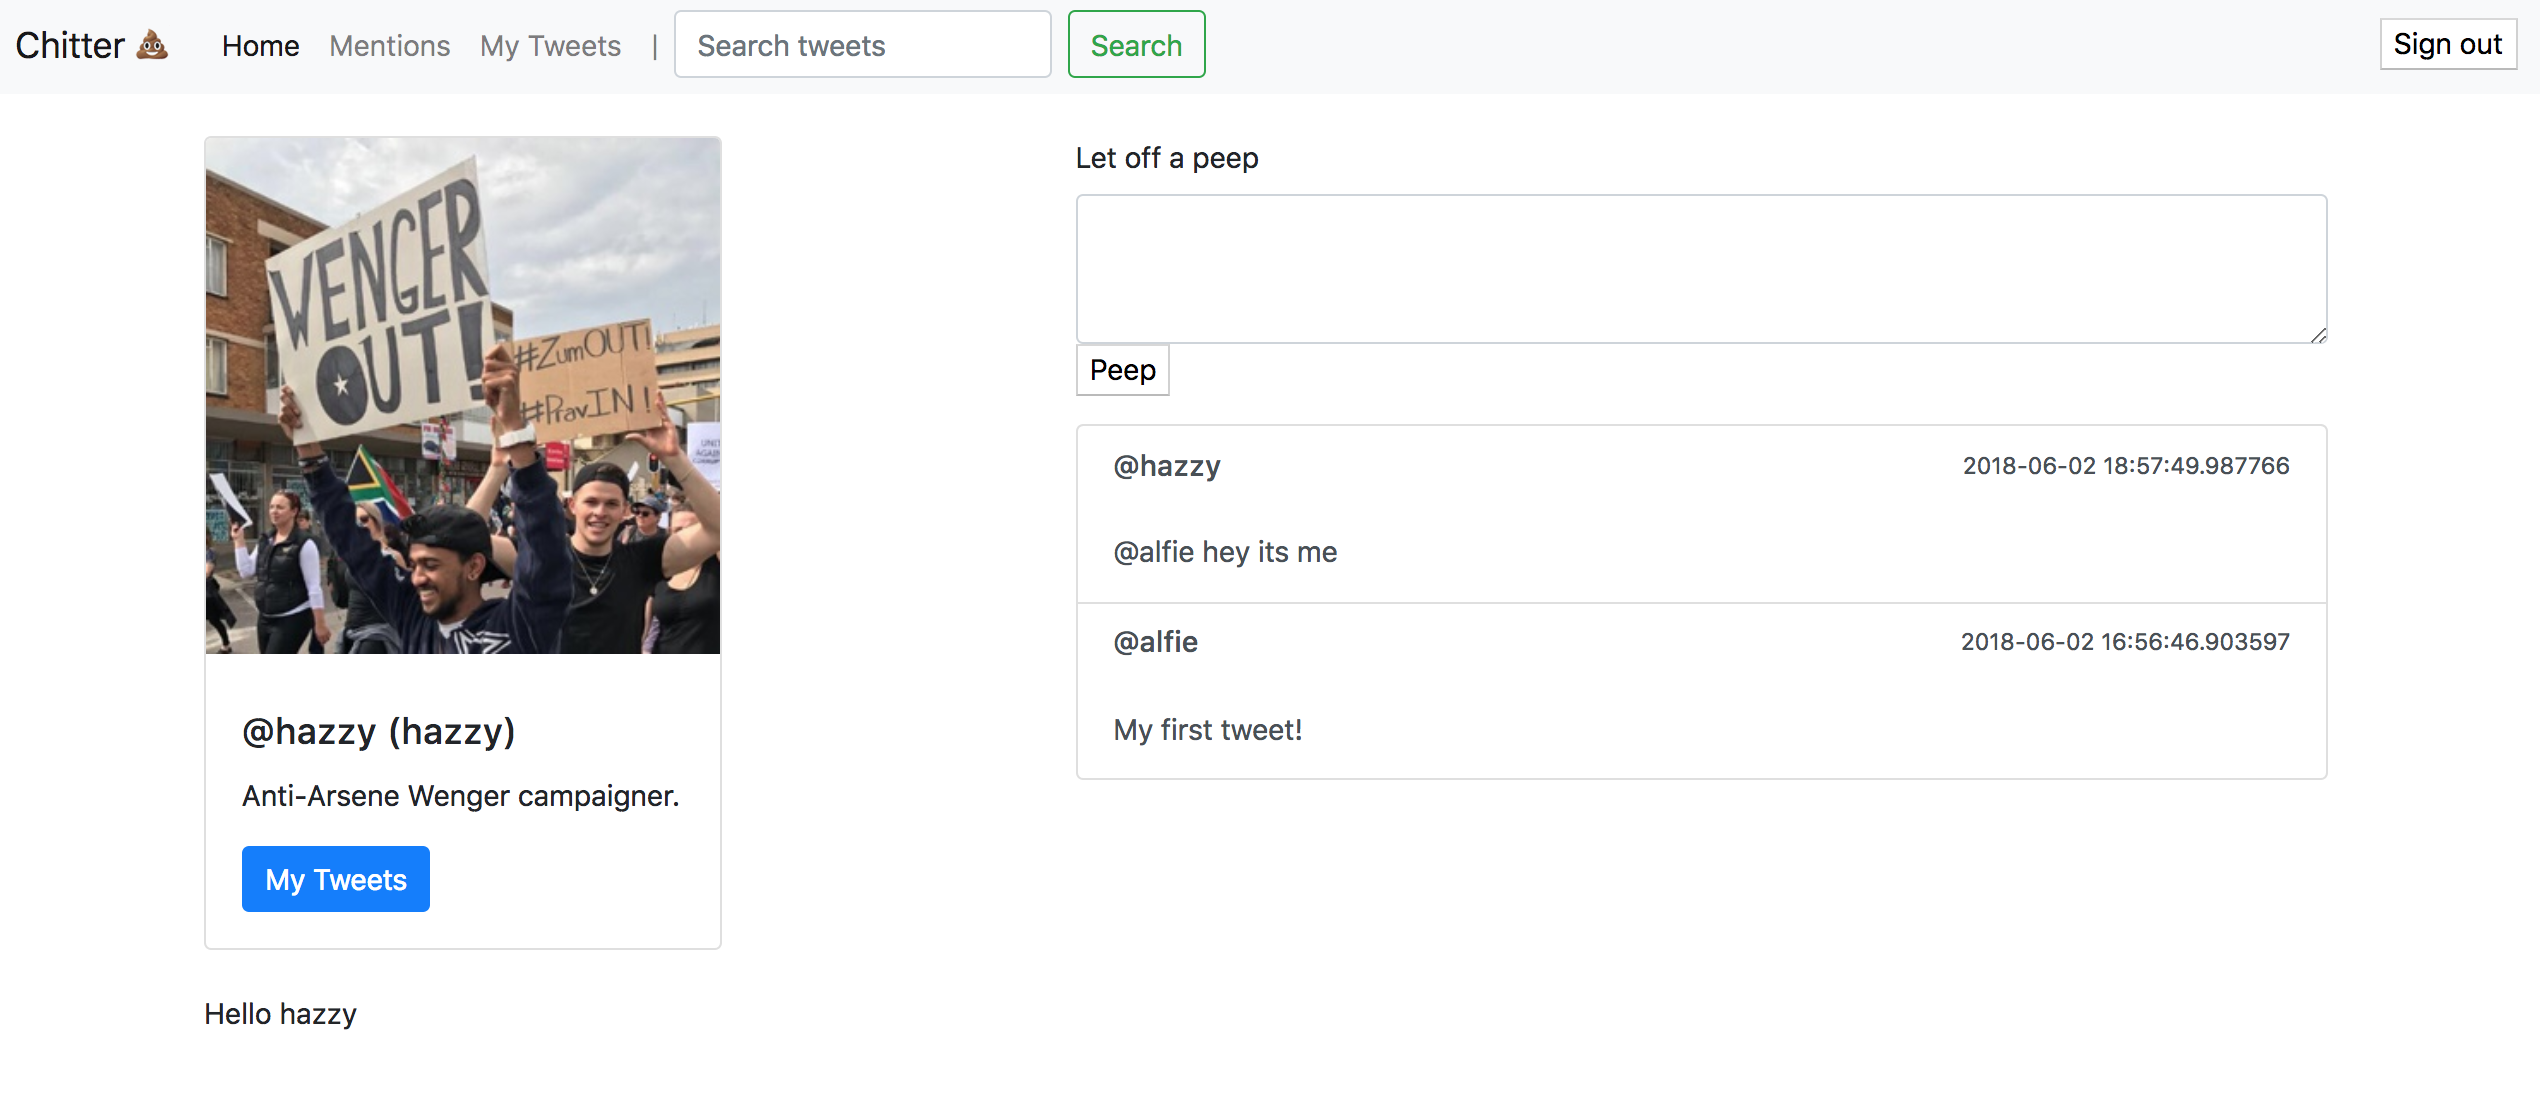 Chitter 💩 Home Mentions My Tweets | Search tweets Search Sign out
WENGER
OUT!
#ZumOUT!
#PravIN!
@hazzy (hazzy)
Anti-Arsene Wenger campaigner.
My Tweets
Hello hazzy
Let off a peep
Peep
@hazzy 2018-06-02 18:57:49.987766
@alfie hey its me
@alfie 2018-06-02 16:56:46.903597
My first tweet!